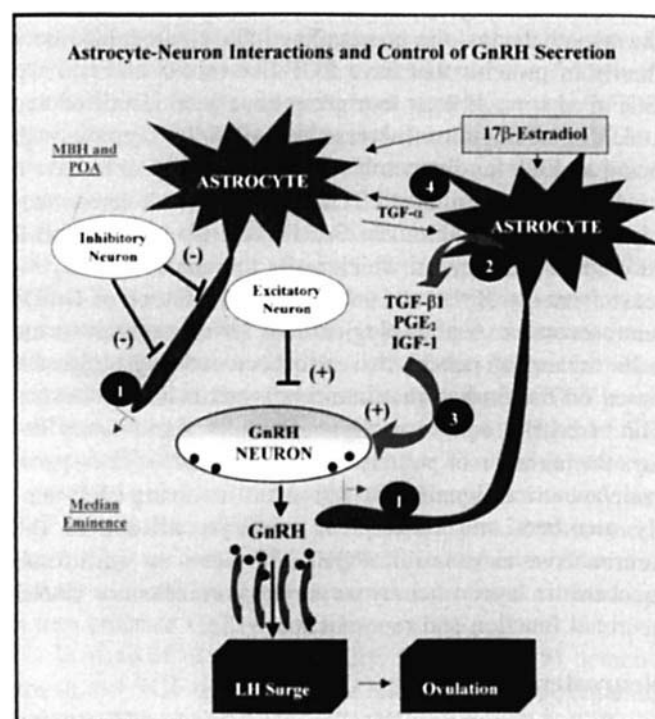 Astrocyte-Neuron Interactions and Control of GnRH Secretion
17β-Estradiol
MBH and
POA
ASTROCYTE
4
TGF-α
ASTROCYTE
Inhibitory
Neuron
(-)
2
Excitatory
Neuron
TGF-β1
PGE₂
IGF-1
(-)
1
(+)
(+)
3
GnRH
NEURON
1
Median
Eminence
GnRH
LH Surge
Ovulation